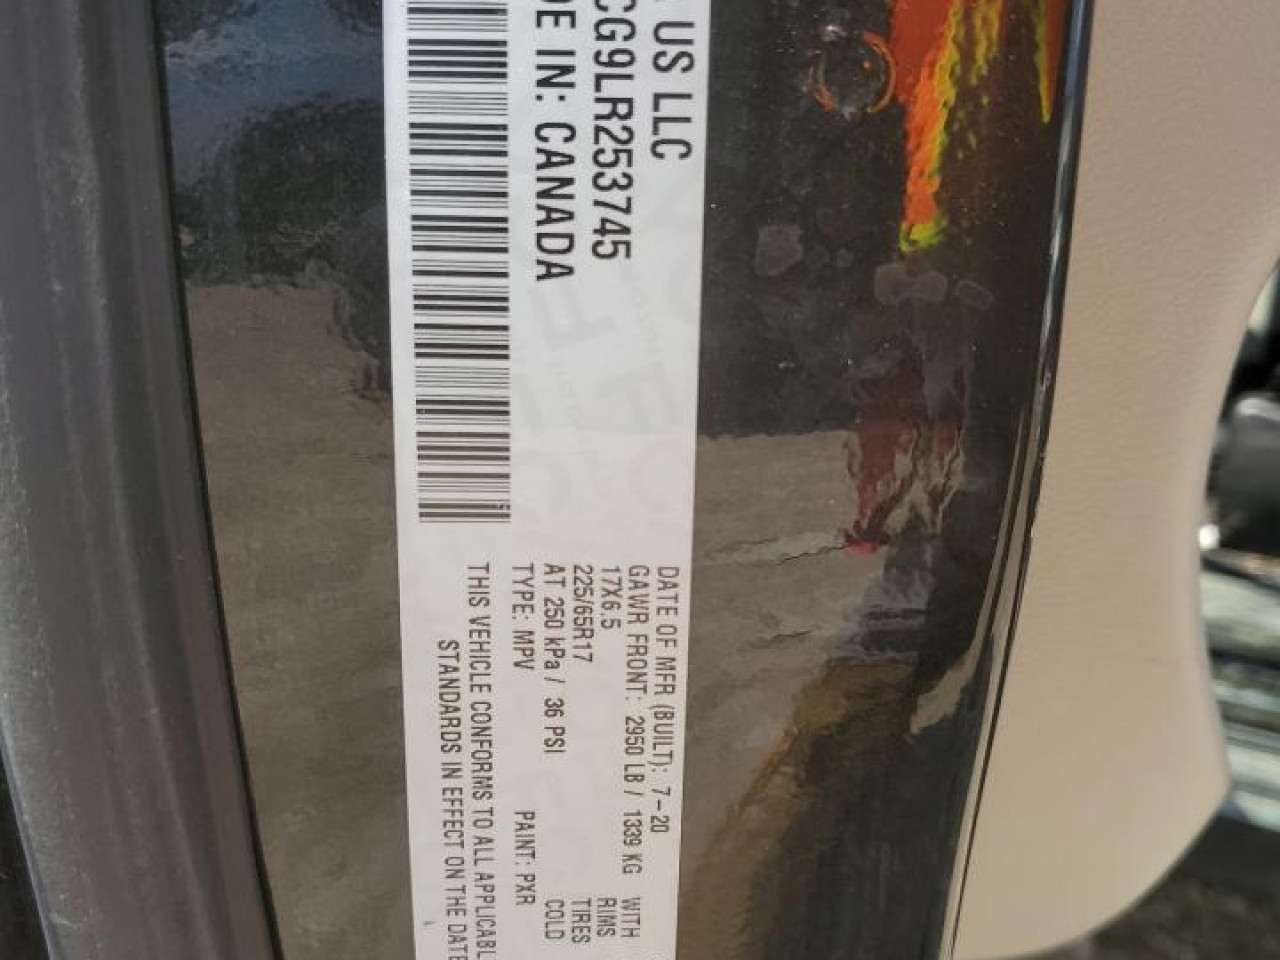 US LLC
CG9LR253745
DE IN: CANADA
DATE OF MFR (BUILT): 7-20
GAWR FRONT: 2950 LB / 1339 KG WITH
17X6.5 RIMS
225/65R17 TIRES
AT 250 kPa / 36 PSI COLD
TYPE: MPV PAINT: PXR
THIS VEHICLE CONFORMS TO ALL APPLICABL
STANDARDS IN EFFECT ON THE DATE